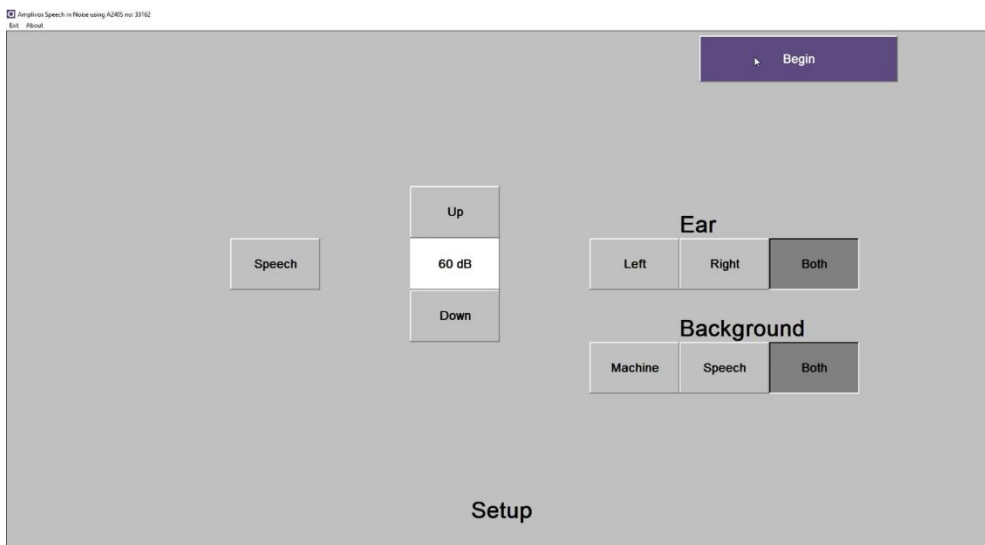 Amplivox Speech in Noise using A240S no: 33162
Exit About
Begin
Up
Ear
Speech 60 dB Left Right Both
Down
Background
Machine Speech Both
Setup